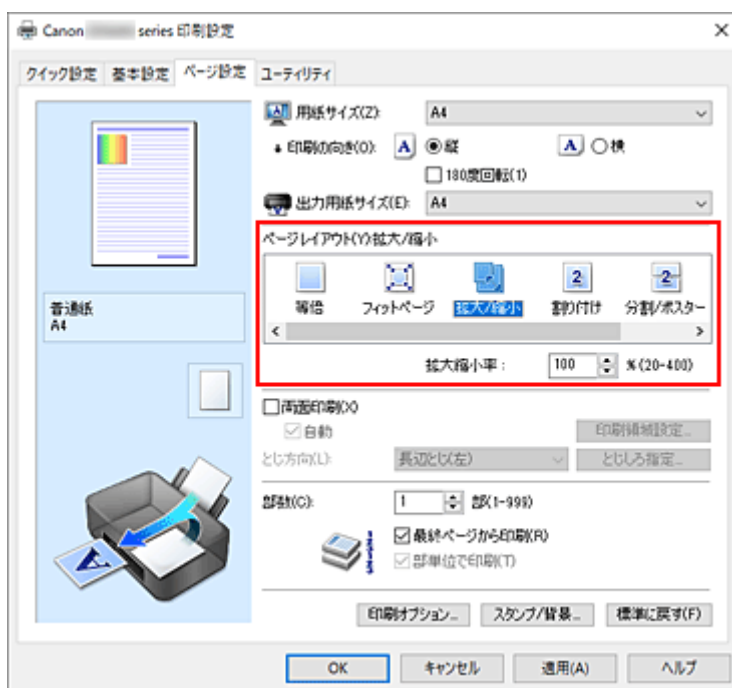 Canon series 印刷設定
クイック設定 基本設定 ページ設定 ユーティリティ
用紙サイズ(Z): A4
印刷の向き(O): A 縦 A 横
180度回転(1)
出力用紙サイズ(E): A4
ページレイアウト(Y):拡大/縮小
等倍 フィットページ 拡大/縮小 割り付け 分割/ポスター
拡大縮小率: 100 % (20-400)
普通紙
A4
両面印刷(X)
自動 印刷領域設定...
とじ方向(L): 長辺とじ(左) とじしろ指定...
部数(C): 1 部(1-999)
最終ページから印刷(R)
部単位で印刷(T)
印刷オプション... スタンプ/背景... 標準に戻す(F)
OK キャンセル 適用(A) ヘルプ